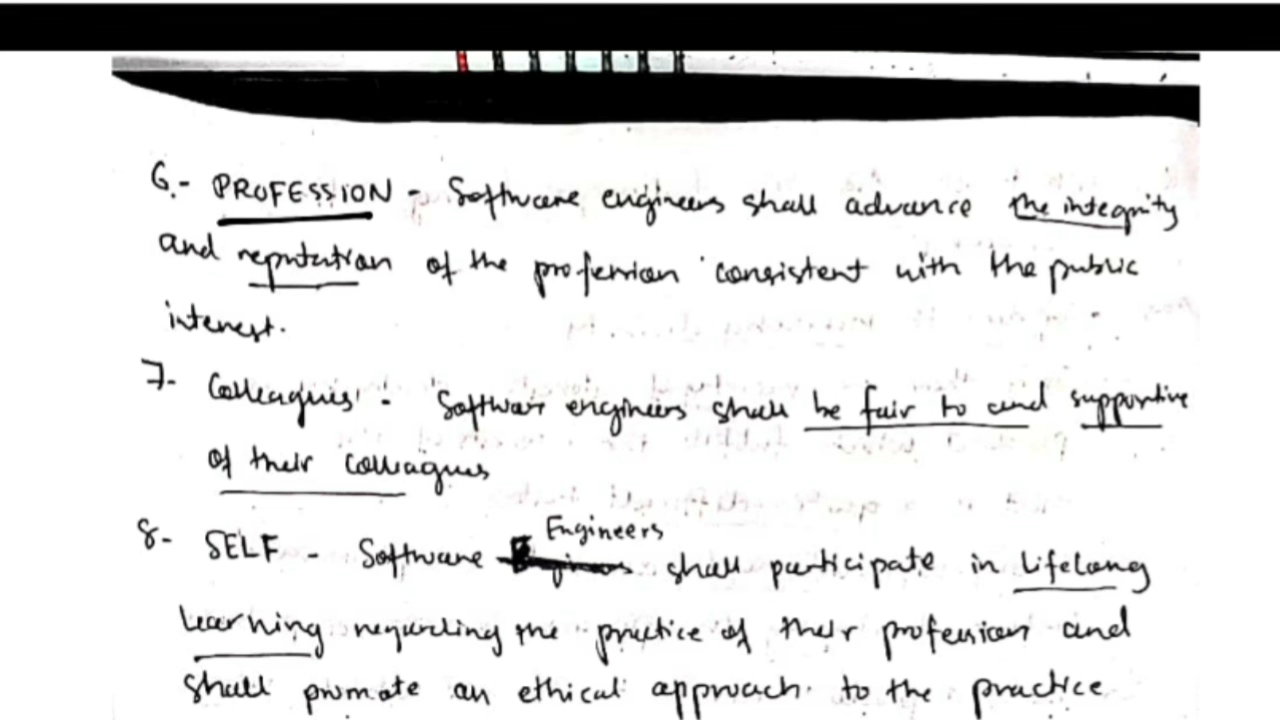 6.- PROFESSION - Software engineers shall advance the integrity
and reputation of the profession consistent with the public
interest.
7- Colleagues: Software engineers shall be fair to and supportive
of their colleagues
8- SELF - Software Engineers shall participate in lifelong
learning regarding the practice of their profession and
shall promote an ethical approach to the practice